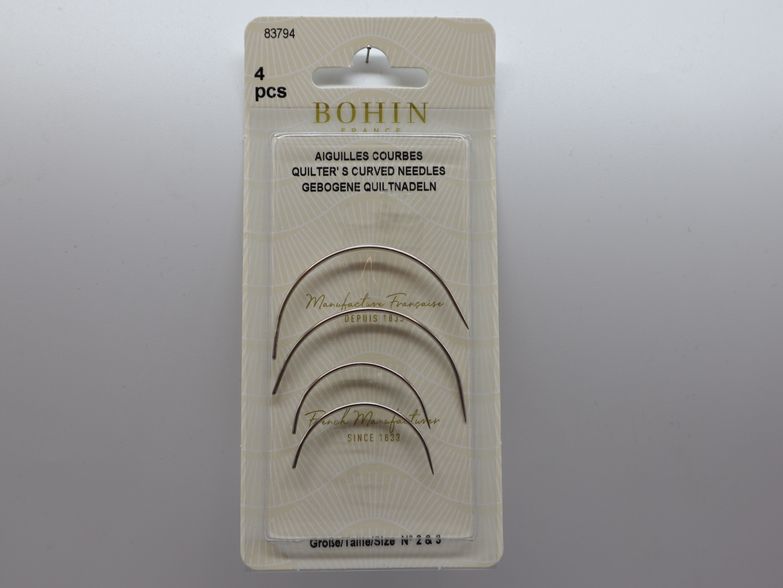 83794
4
pcs
BOHIN
FRANCE
AIGUILLES COURBES
QUILTER' S CURVED NEEDLES
GEBOGENE QUILTNADELN
Manufacture Française
DEPUIS 1833
French Manufacturer
SINCE 1833
Größe/Taille/Size N° 2 & 3